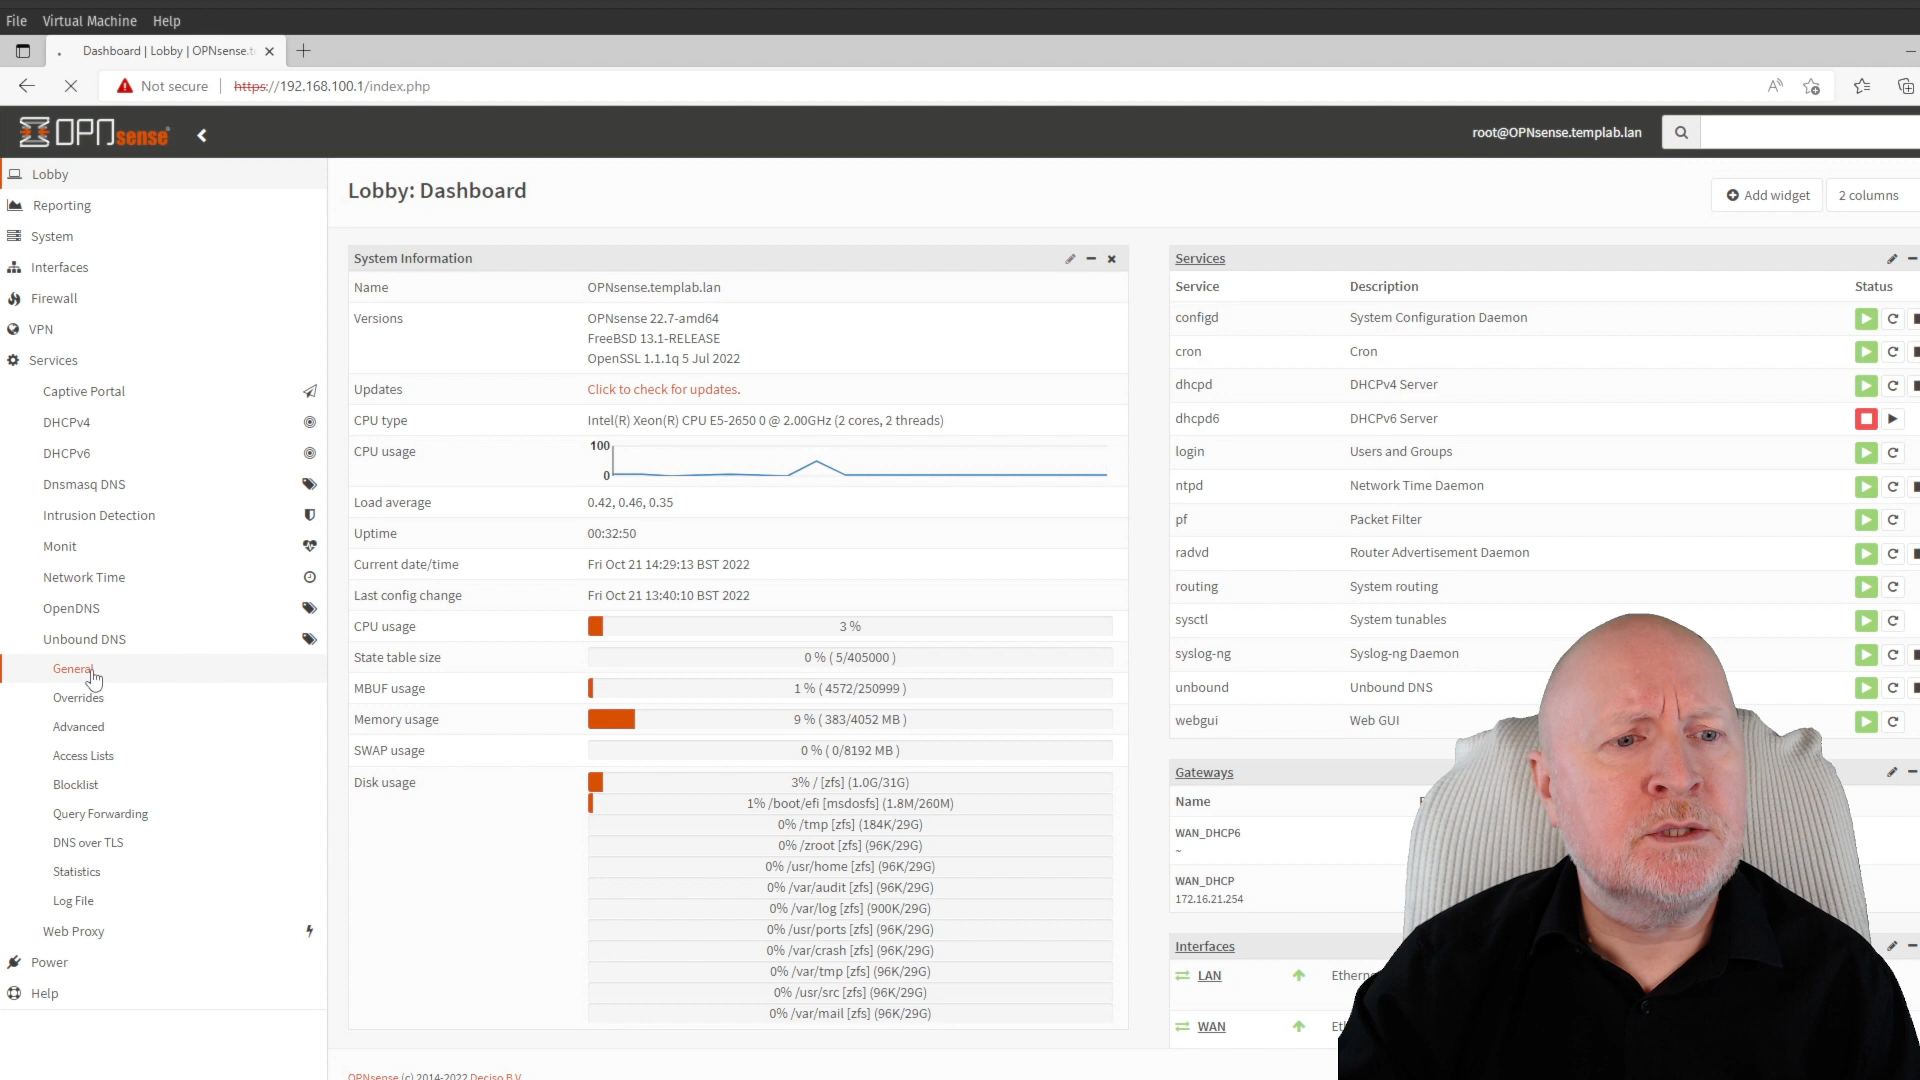 File Virtual Machine Help
Dashboard | Lobby | OPNsense.t
Not secure https://192.168.100.1/index.php
OPNsense root@OPNsense.templab.lan
Lobby
Reporting
System
Interfaces
Firewall
VPN
Services
Captive Portal
DHCPv4
DHCPv6
Dnsmasq DNS
Intrusion Detection
Monit
Network Time
OpenDNS
Unbound DNS
General
Overrides
Advanced
Access Lists
Blocklist
Query Forwarding
DNS over TLS
Statistics
Log File
Web Proxy
Power
Help
Lobby: Dashboard
Add widget 2 columns
System Information
Name OPNsense.templab.lan
Versions OPNsense 22.7-amd64
FreeBSD 13.1-RELEASE
OpenSSL 1.1.1q 5 Jul 2022
Updates Click to check for updates.
CPU type Intel(R) Xeon(R) CPU E5-2650 0 @ 2.00GHz (2 cores, 2 threads)
CPU usage 100
0
Load average 0.42, 0.46, 0.35
Uptime 00:32:50
Current date/time Fri Oct 21 14:29:13 BST 2022
Last config change Fri Oct 21 13:40:10 BST 2022
CPU usage 3 %
State table size 0 % ( 5/405000 )
MBUF usage 1 % ( 4572/250999 )
Memory usage 9 % ( 383/4052 MB )
SWAP usage 0 % ( 0/8192 MB )
Disk usage 3% / [zfs] (1.0G/31G)
1% /boot/efi [msdosfs] (1.8M/260M)
0% /tmp [zfs] (184K/29G)
0% /zroot [zfs] (96K/29G)
0% /usr/home [zfs] (96K/29G)
0% /var/audit [zfs] (96K/29G)
0% /var/log [zfs] (900K/29G)
0% /usr/ports [zfs] (96K/29G)
0% /var/crash [zfs] (96K/29G)
0% /var/tmp [zfs] (96K/29G)
0% /usr/src [zfs] (96K/29G)
0% /var/mail [zfs] (96K/29G)
Services
Service Description Status
configd System Configuration Daemon
cron Cron
dhcpd DHCPv4 Server
dhcpd6 DHCPv6 Server
login Users and Groups
ntpd Network Time Daemon
pf Packet Filter
radvd Router Advertisement Daemon
routing System routing
sysctl System tunables
syslog-ng Syslog-ng Daemon
unbound Unbound DNS
webgui Web GUI
Gateways
Name
WAN_DHCP6
~
WAN_DHCP
172.16.21.254
Interfaces
LAN Etherne
WAN Et
OPNsense (c) 2014-2022 Deciso B.V.